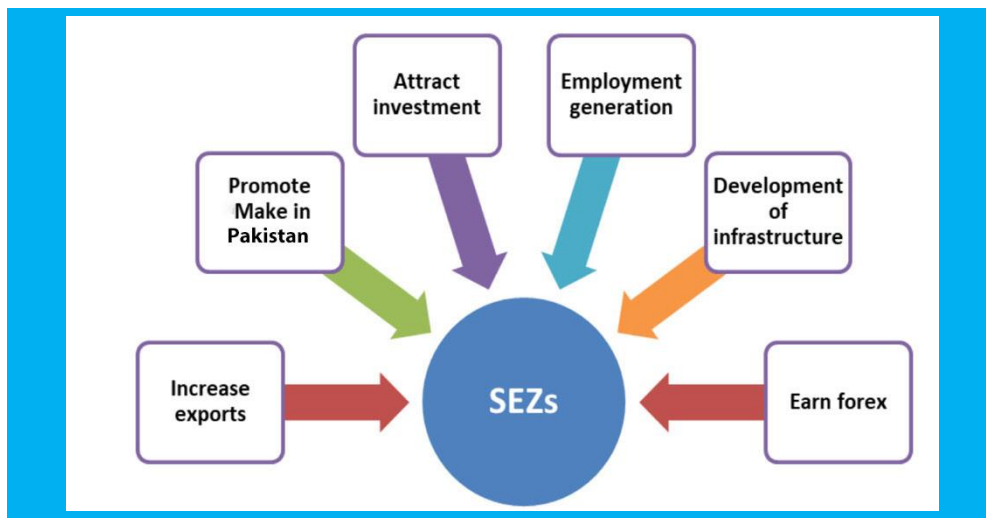 Attract
investment
Employment
generation
Promote
Make in
Pakistan
Development
of
infrastructure
Increase
exports
SEZs
Earn forex